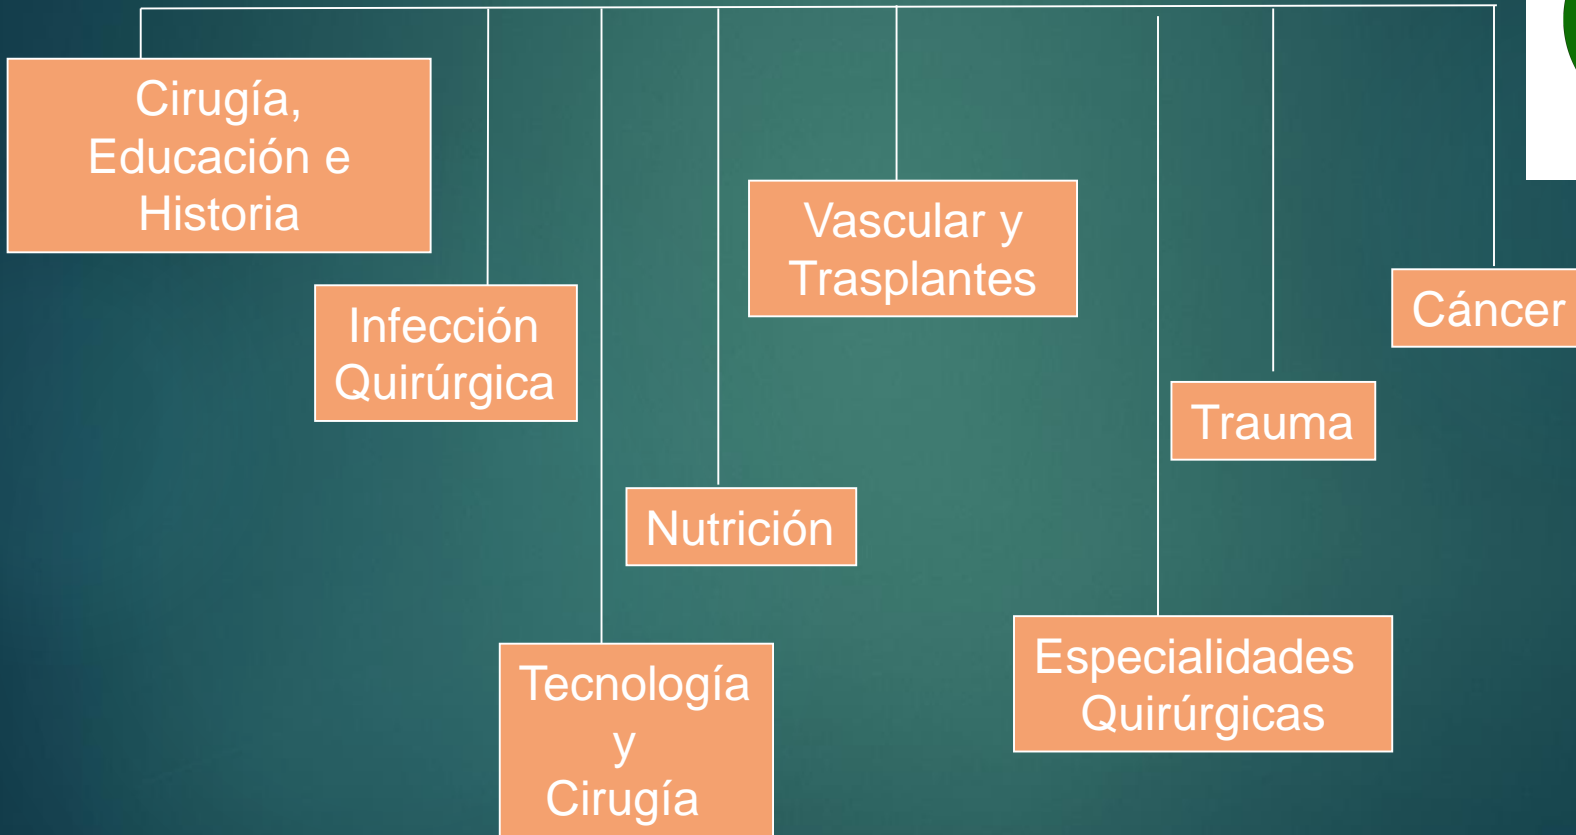 Cirugía,
Educación e
Historia
Vascular y
Trasplantes
Infección
Quirúrgica
Cáncer
Trauma
Nutrición
Especialidades
Quirúrgicas
Tecnología
y
Cirugía